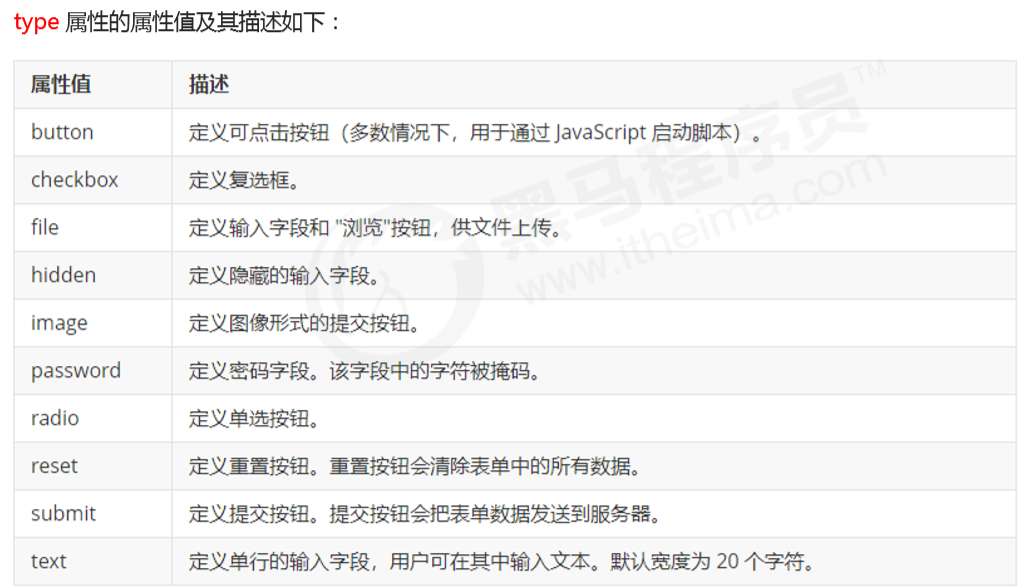 type 属性的属性值及其描述如下：
属性值 描述
button 定义可点击按钮（多数情况下，用于通过 JavaScript 启动脚本）。
checkbox 定义复选框。
file 定义输入字段和 "浏览"按钮，供文件上传。
hidden 定义隐藏的输入字段。
image 定义图像形式的提交按钮。
password 定义密码字段。该字段中的字符被掩码。
radio 定义单选按钮。
reset 定义重置按钮。重置按钮会清除表单中的所有数据。
submit 定义提交按钮。提交按钮会把表单数据发送到服务器。
text 定义单行的输入字段，用户可在其中输入文本。默认宽度为 20 个字符。
黑马程序员™
www.itheima.com